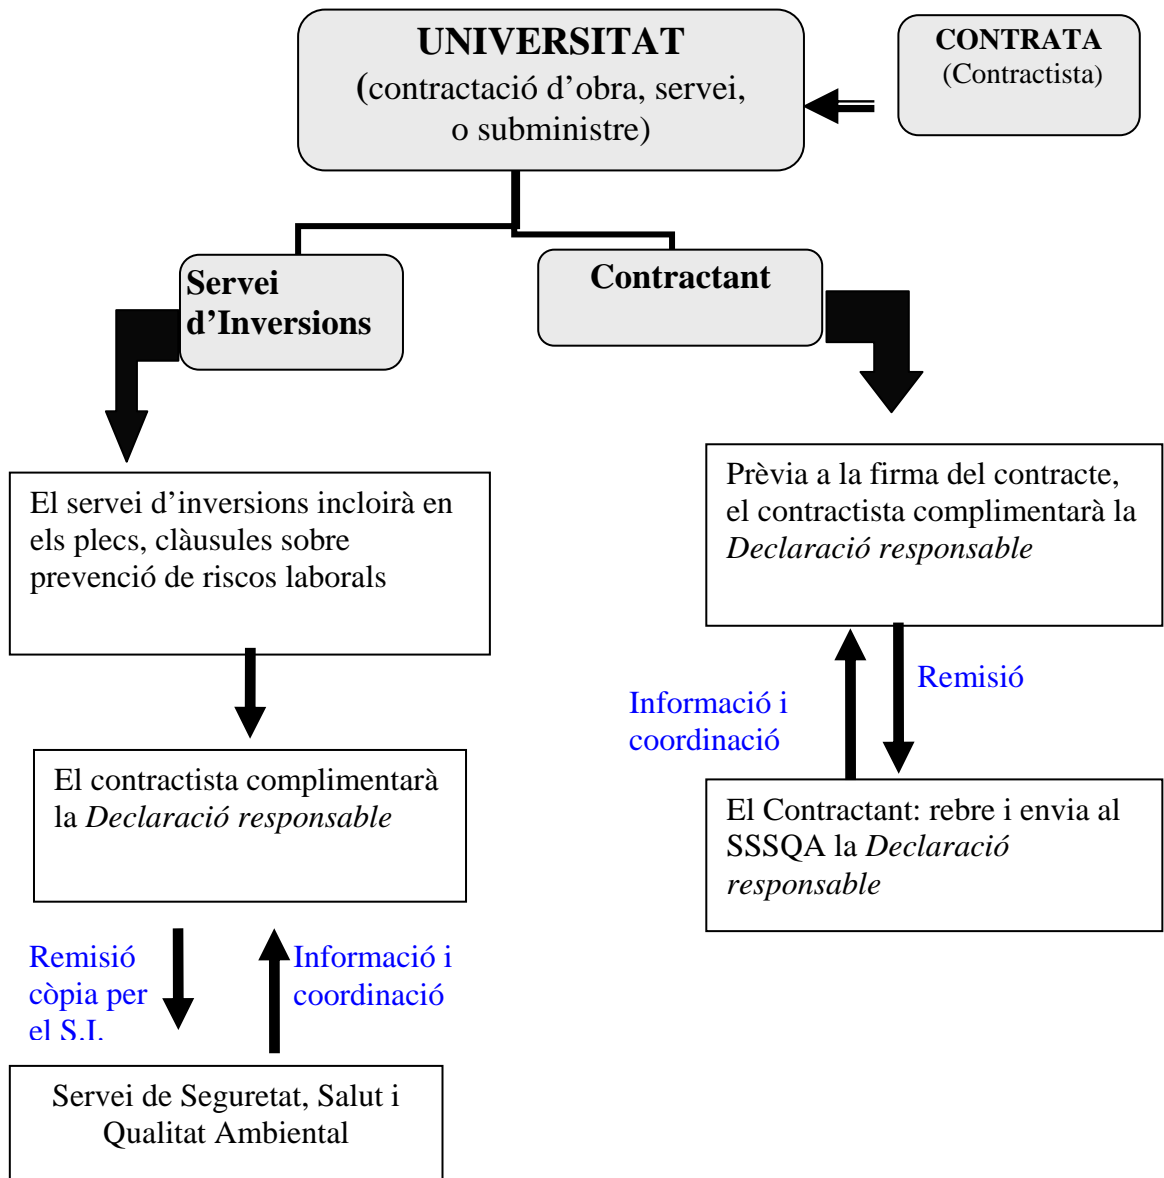 UNIVERSITAT
(contractació d’obra, servei,
o subministre)
CONTRATA
(Contractista)
Servei
d’Inversions
Contractant
El servei d’inversions incloirà en
els plecs, clàusules sobre
prevenció de riscos laborals
Prèvia a la firma del contracte,
el contractista complimentarà la
Declaració responsable
Informació i
coordinació
Remisió
El contractista complimentarà
la Declaració responsable
El Contractant: rebre i envia al
SSSQA la Declaració
responsable
Remisió
còpia per
el S.I.
Informació i
coordinació
Servei de Seguretat, Salut i
Qualitat Ambiental